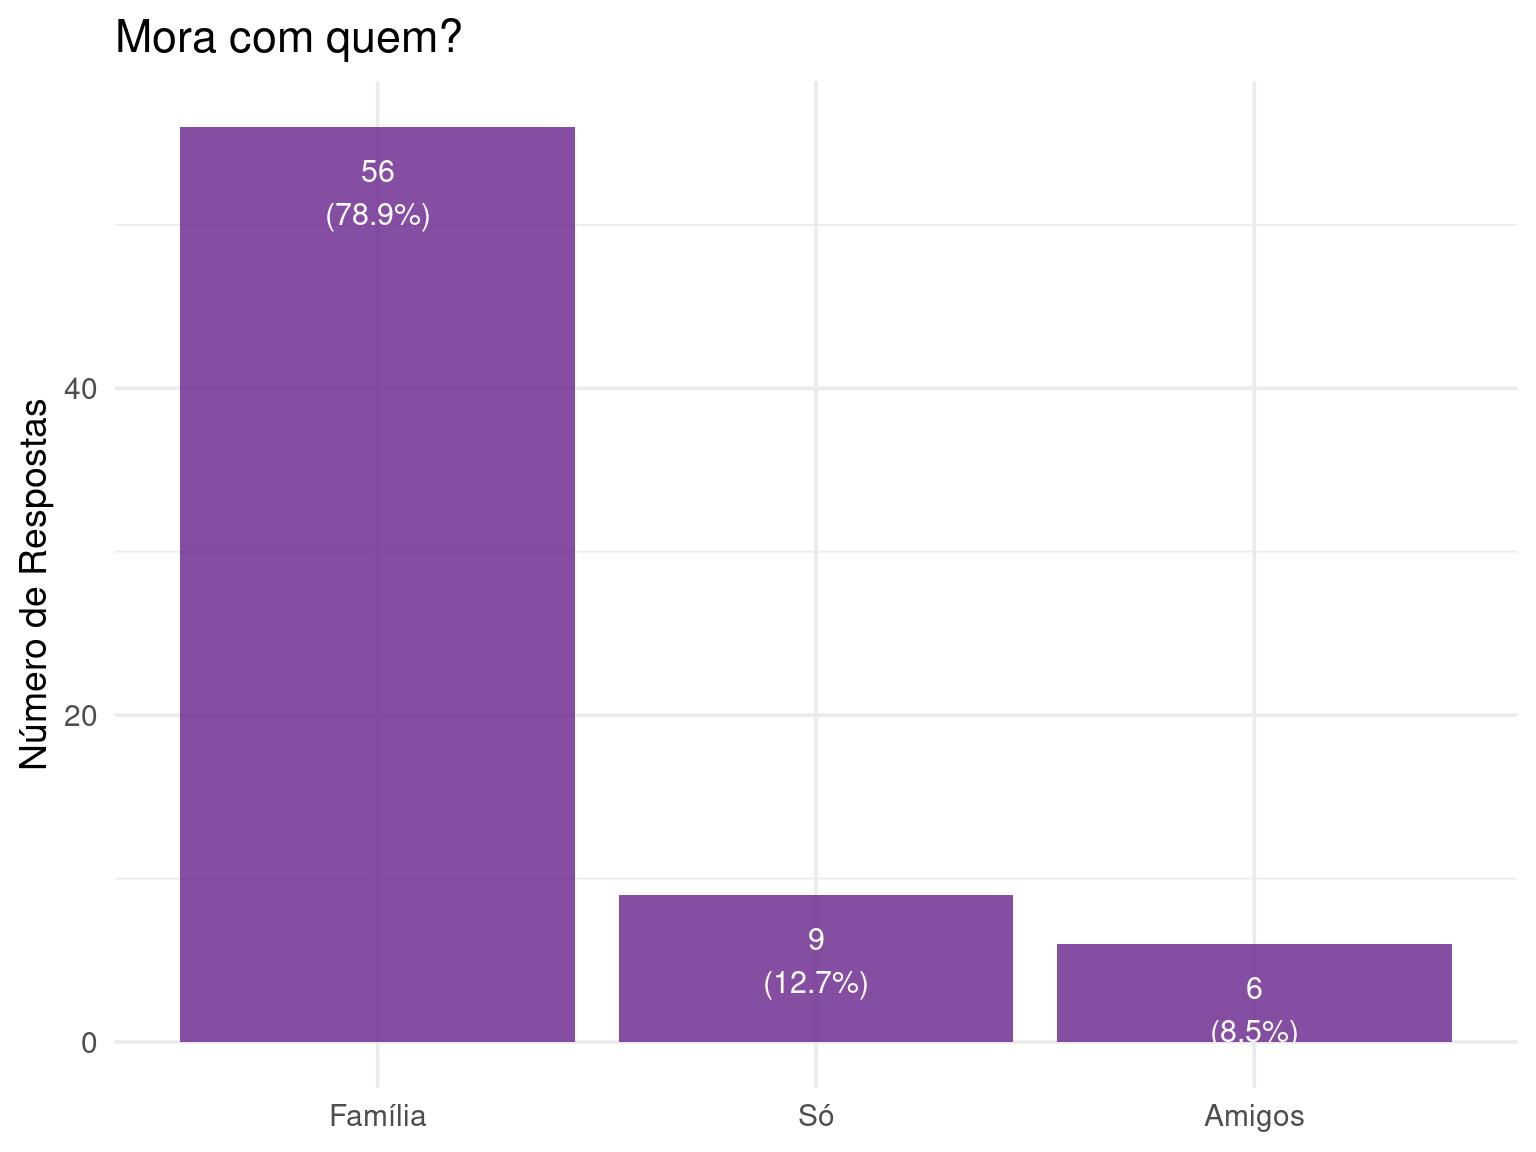 Mora com quem?
Número de Respostas
40
20
0
56
(78.9%)
9
(12.7%)
6
(8.5%)
Família
Só
Amigos